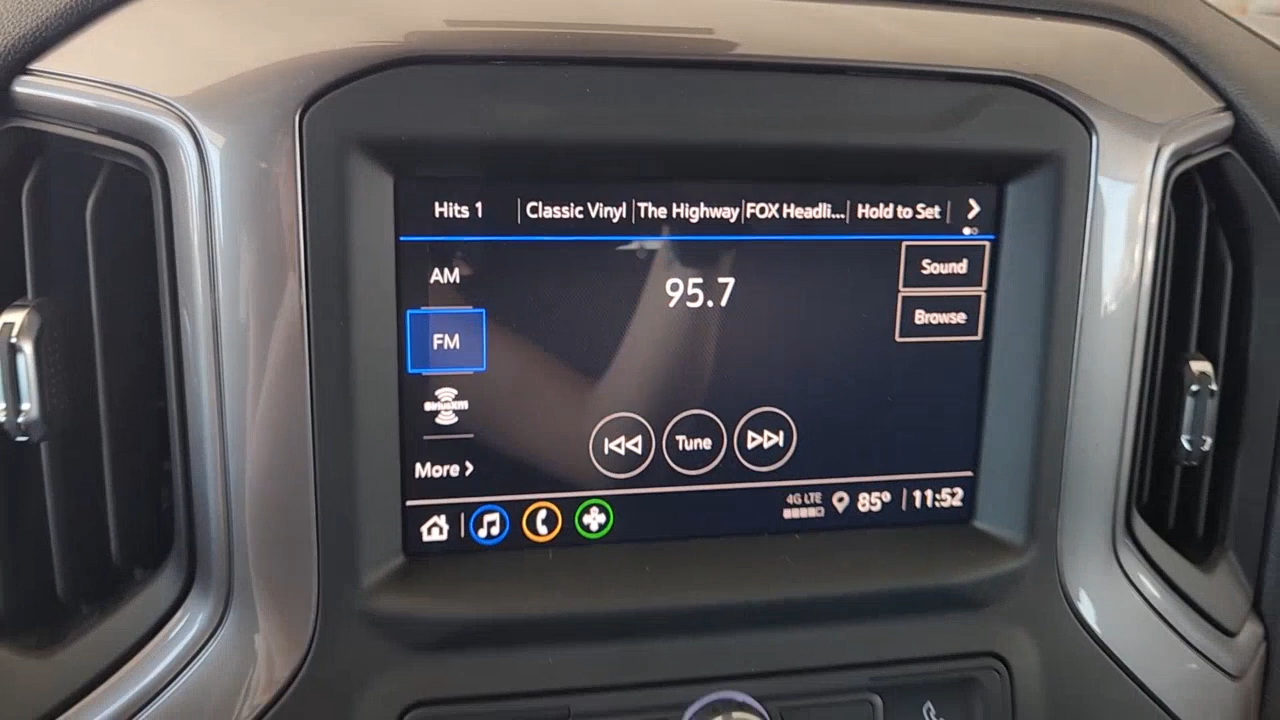 Hits 1 | Classic Vinyl | The Highway | FOX Headli... | Hold to Set |
AM
Sound
95.7
Browse
FM
SiriusXM
Tune
More
4G LTE
85° | 11:52